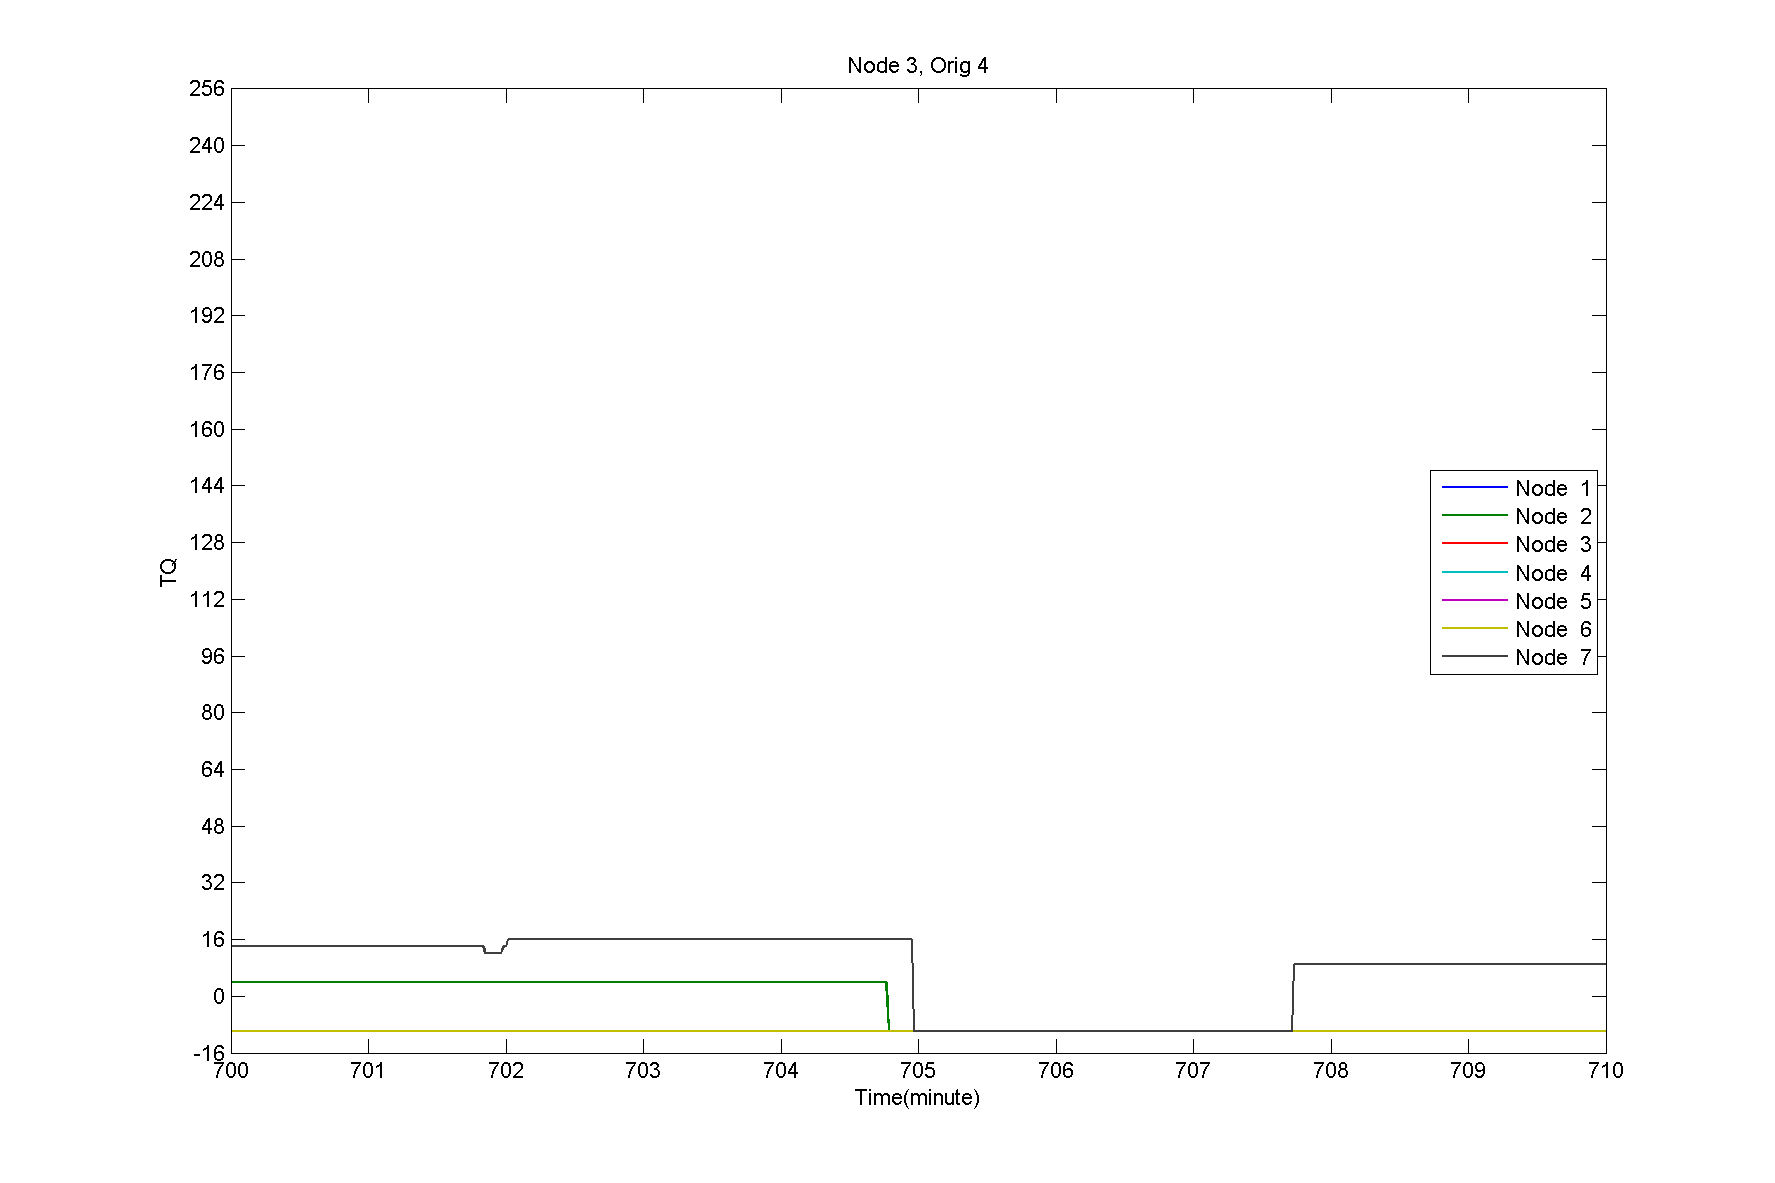 Node 3, Orig 4
256
240
224
208
192
176
160
144
128
112
96
80
64
48
32
16
0
-16
TQ
Node 1
Node 2
Node 3
Node 4
Node 5
Node 6
Node 7
700 701 702 703 704 705 706 707 708 709 710
Time(minute)